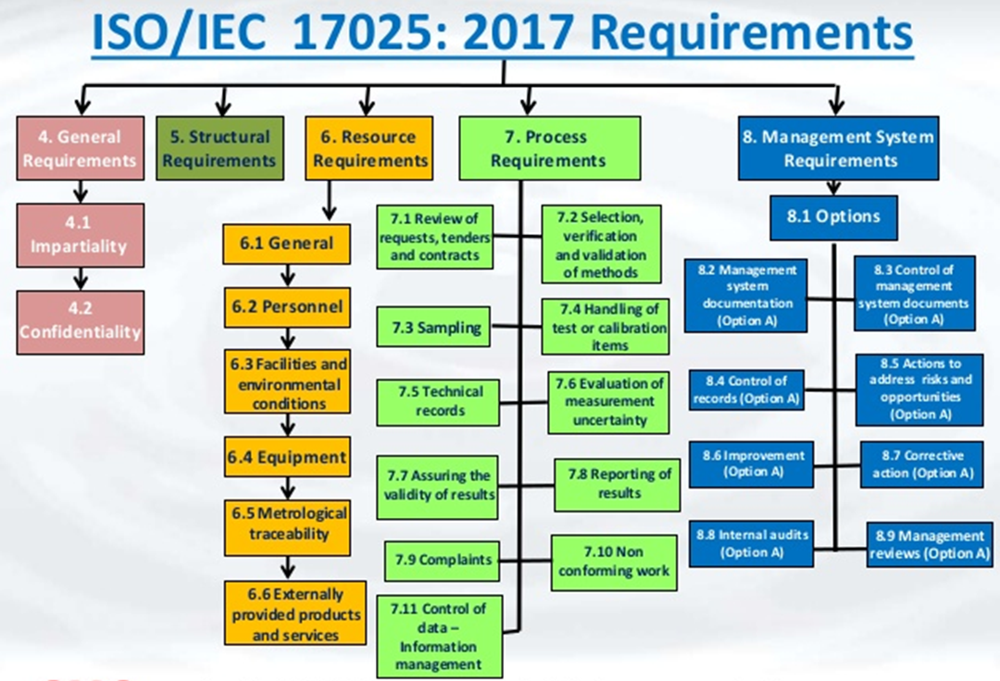 ISO/IEC 17025: 2017 Requirements
4. General
Requirements
5. Structural
Requirements
6. Resource
Requirements
7. Process
Requirements
8. Management System
Requirements
4.1
Impartiality
4.2
Confidentiality
6.1 General
6.2 Personnel
6.3 Facilities and
environmental
conditions
6.4 Equipment
6.5 Metrological
traceability
6.6 Externally
provided products
and services
7.1 Review of
requests, tenders
and contracts
7.2 Selection,
verification
and validation
of methods
7.3 Sampling
7.4 Handling of
test or calibration
items
7.5 Technical
records
7.6 Evaluation of
measurement
uncertainty
7.7 Assuring the
validity of results
7.8 Reporting of
results
7.9 Complaints
7.10 Non
conforming work
7.11 Control of
data –
Information
management
8.1 Options
8.2 Management
system
documentation
(Option A)
8.3 Control of
management
system documents
(Option A)
8.4 Control of
records (Option A)
8.5 Actions to
address risks and
opportunities
(Option A)
8.6 Improvement
(Option A)
8.7 Corrective
action (Option A)
8.8 Internal audits
(Option A)
8.9 Management
reviews (Option A)